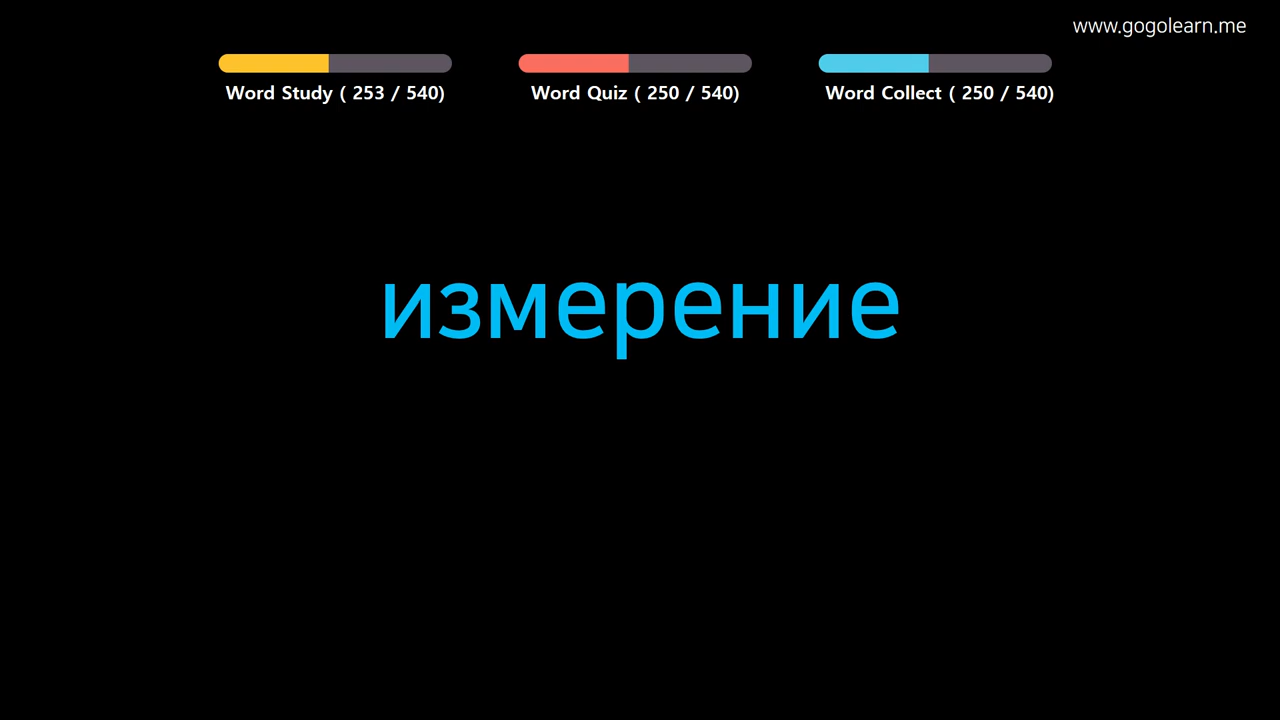 www.gogolearn.me
Word Study ( 253 / 540)
Word Quiz ( 250 / 540)
Word Collect ( 250 / 540)
измерение